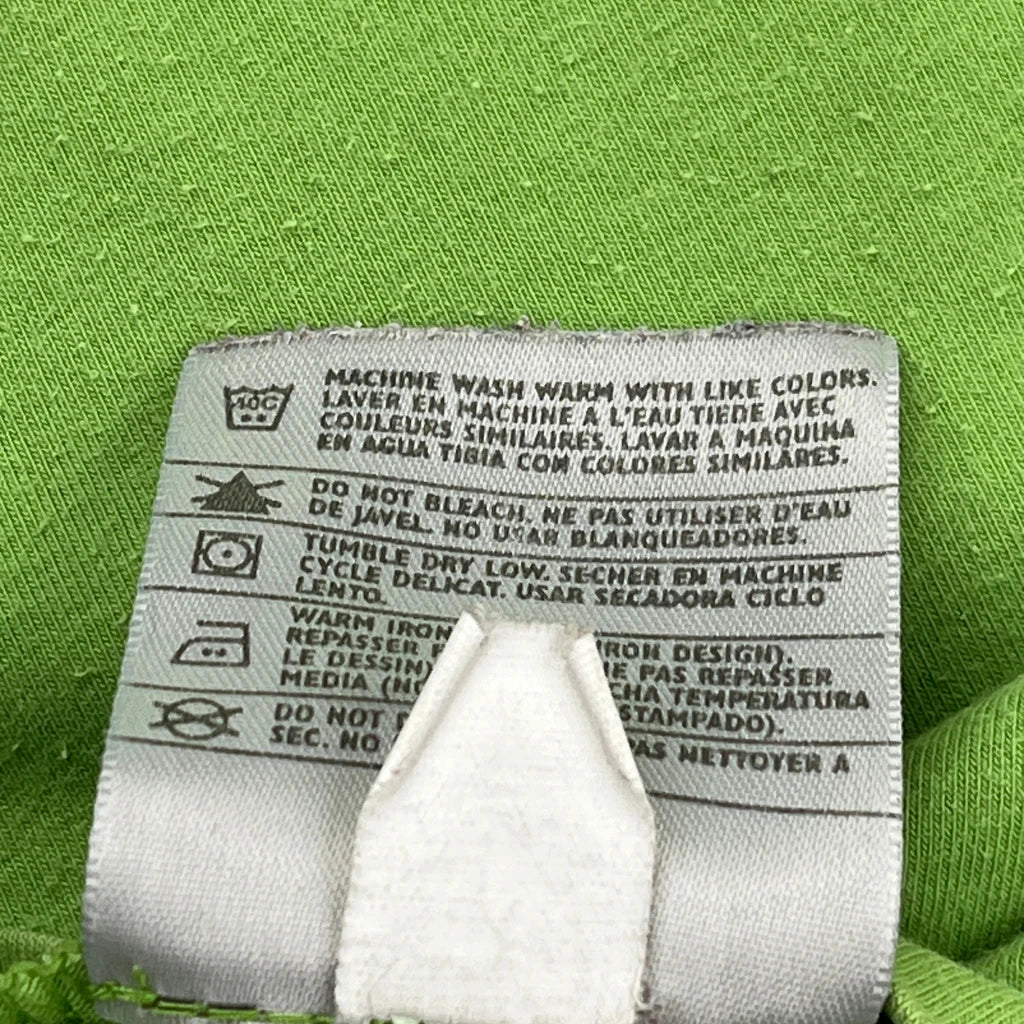 40C
MACHINE WASH WARM WITH LIKE COLORS.
LAVER EN MACHINE A L'EAU TIEDE AVEC
COULEURS SIMILAIRES. LAVAR A MAQUINA
EN AGUA TIBIA CON COLORES SIMILARES.
DO NOT BLEACH. NE PAS UTILISER D'EAU
DE JAVEL. NO USAR BLANQUEADORES.
TUMBLE DRY LOW. SECHER EN MACHINE
CYCLE DELICAT. USAR SECADORA CICLO
LENTO.
WARM IRON IRON DESIGN).
REPASSER NE PAS REPASSER
LE DESSIN) CHA TEMPERATURA
MEDIA (NO STAMPADO).
DO NOT PAS NETTOYER A
SEC. NO